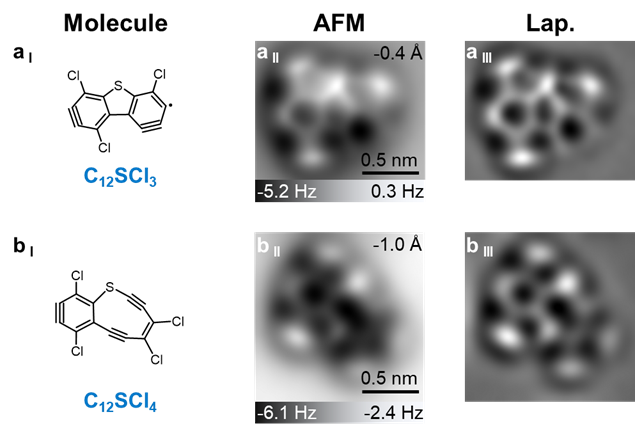 Molecule AFM Lap.
a I a II -0.4 Å a III
Cl S Cl
Cl
C12SCl3
0.5 nm
-5.2 Hz 0.3 Hz
b I b II -1.0 Å b III
Cl S
Cl
Cl Cl
C12SCl4
0.5 nm
-6.1 Hz -2.4 Hz